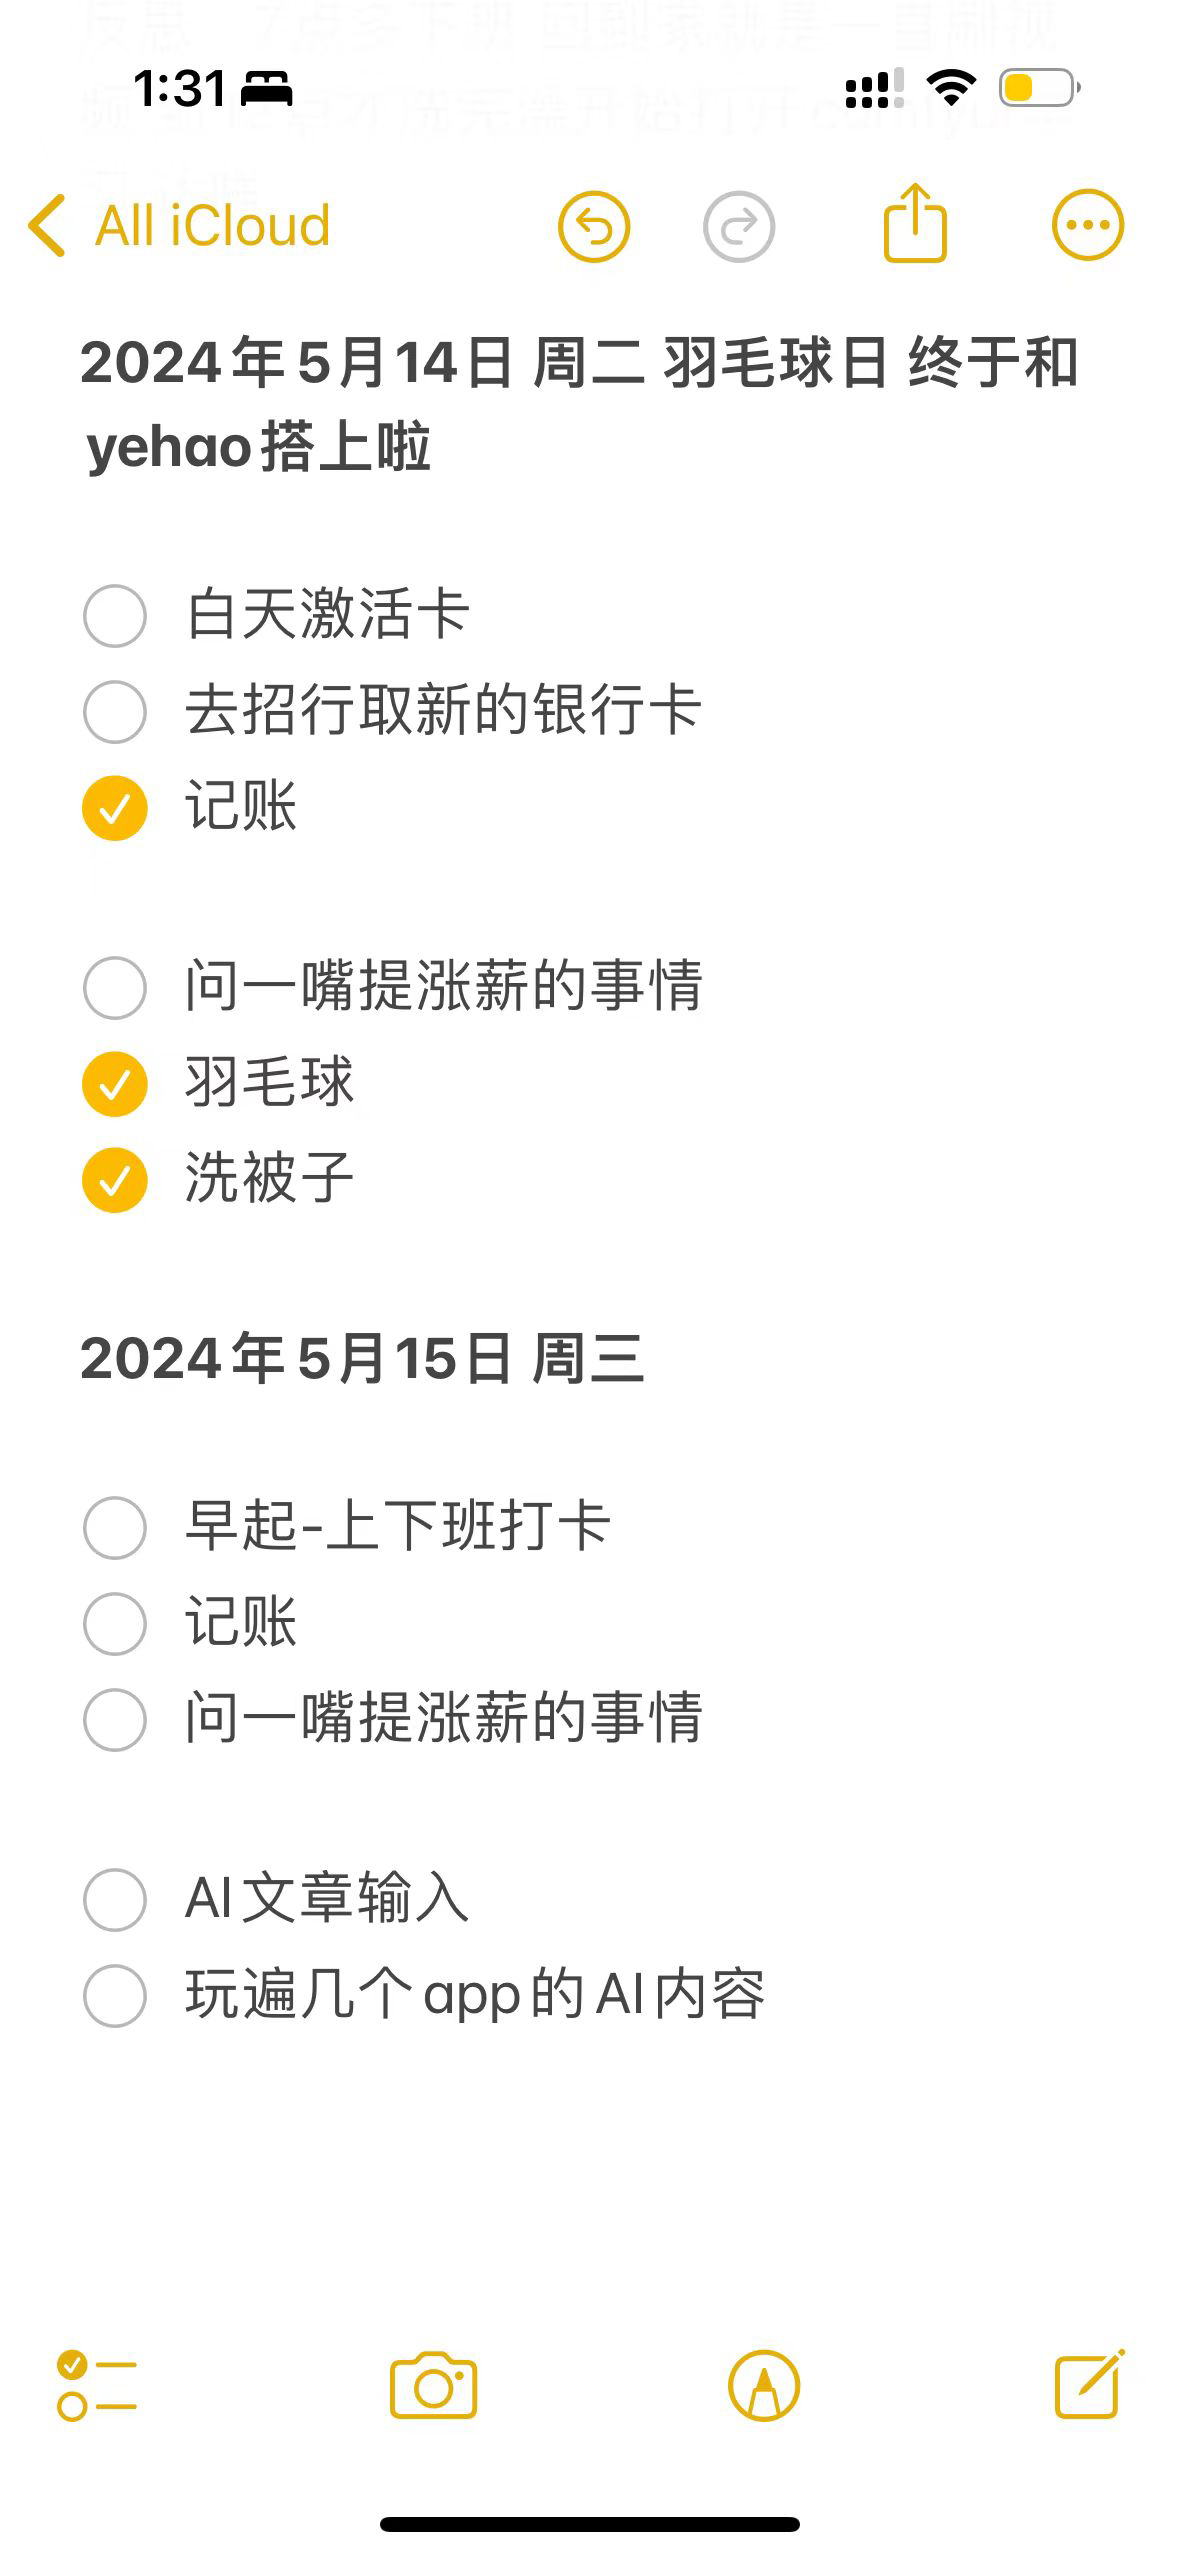 1:31
All iCloud
2024年5月14日 周二 羽毛球日 终于和
yehao搭上啦
白天激活卡
去招行取新的银行卡
记账
问一嘴提涨薪的事情
羽毛球
洗被子
2024年5月15日 周三
早起-上下班打卡
记账
问一嘴提涨薪的事情
AI文章输入
玩遍几个app的AI内容